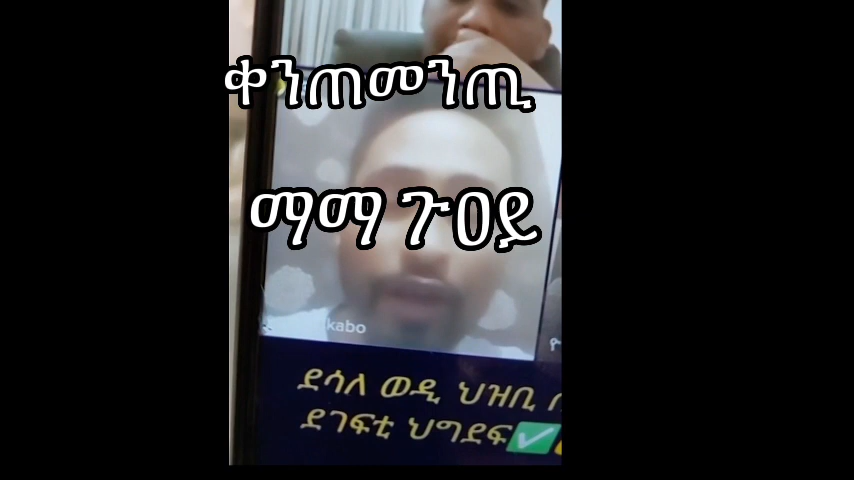 ቀንጠመንጢ
ማማ ጉዐይ
kabo
ደሳለ ወዲ ህዝቢ
ደገፍቲ ህግደፍ✅